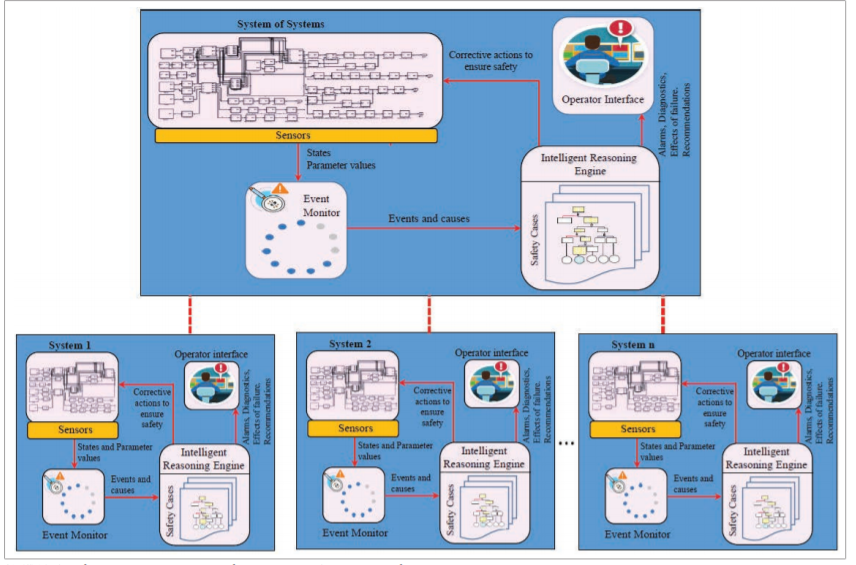 System of Systems
Corrective actions to
ensure safety
Operator Interface
Alarms, Diagnostics,
Effects of failure.
Recommendations
Sensors
States
Parameter values
Event
Monitor
Events and causes
Intelligent Reasoning
Engine
Safety Cases
System 1
Operator interface
Corrective
actions to
ensure
safety
Alarms, Diagnostics,
Effects of failure.
Recommendations
Sensors
States and Parameter
values
Intelligent
Reasoning Engine
Events and
causes
Safety Cases
Event Monitor
System 2
Operator interface
Corrective
actions to
ensure
safety
Alarms, Diagnostics,
Effects of failure.
Recommendations
Sensors
States and Parameter
values
Intelligent
Reasoning Engine
Events and
causes
Safety Cases
Event Monitor
...
System n
Operator interface
Corrective
actions to
ensure
safety
Alarms, Diagnostics,
Effects of failure.
Recommendations
Sensors
States and Parameter
values
Intelligent
Reasoning Engine
Events and
causes
Safety Cases
Event Monitor